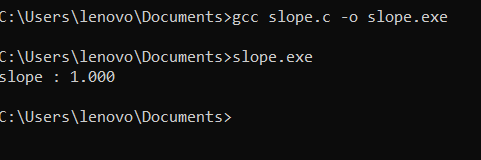 C:\Users\lenovo\Documents>gcc slope.c -o slope.exe
C:\Users\lenovo\Documents>slope.exe
slope : 1.000
C:\Users\lenovo\Documents>